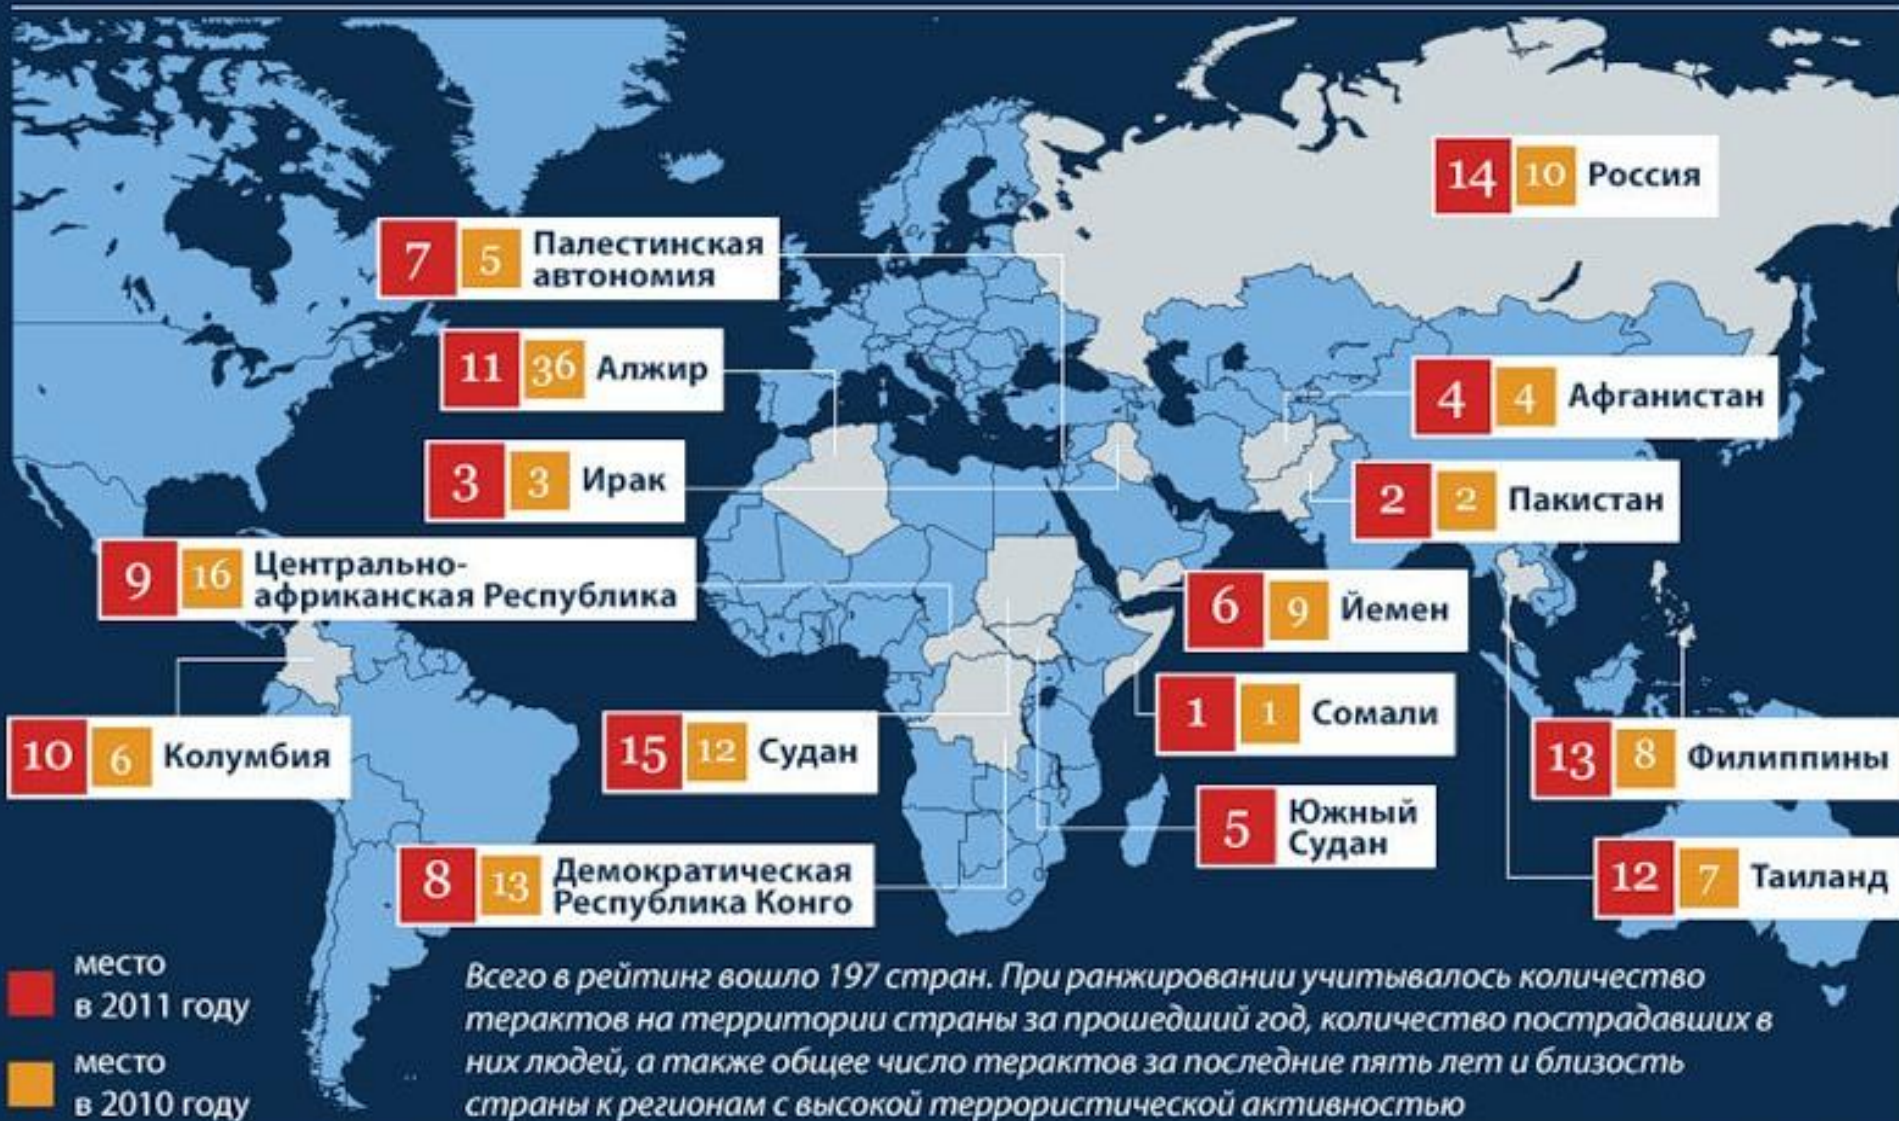 14 10 Россия
7 5 Палестинская
автономия
11 36 Алжир
4 4 Афганистан
3 3 Ирак
2 2 Пакистан
9 16 Центрально-
африканская Республика
6 9 Йемен
1 1 Сомали
10 6 Колумбия
15 12 Судан
13 8 Филиппины
5 Южный
Судан
8 13 Демократическая
Республика Конго
12 7 Таиланд
место
в 2011 году
место
в 2010 году
Всего в рейтинг вошло 197 стран. При ранжировании учитывалось количество
терактов на территории страны за прошедший год, количество пострадавших в
них людей, а также общее число терактов за последние пять лет и близость
страны к регионам с высокой террористической активностью